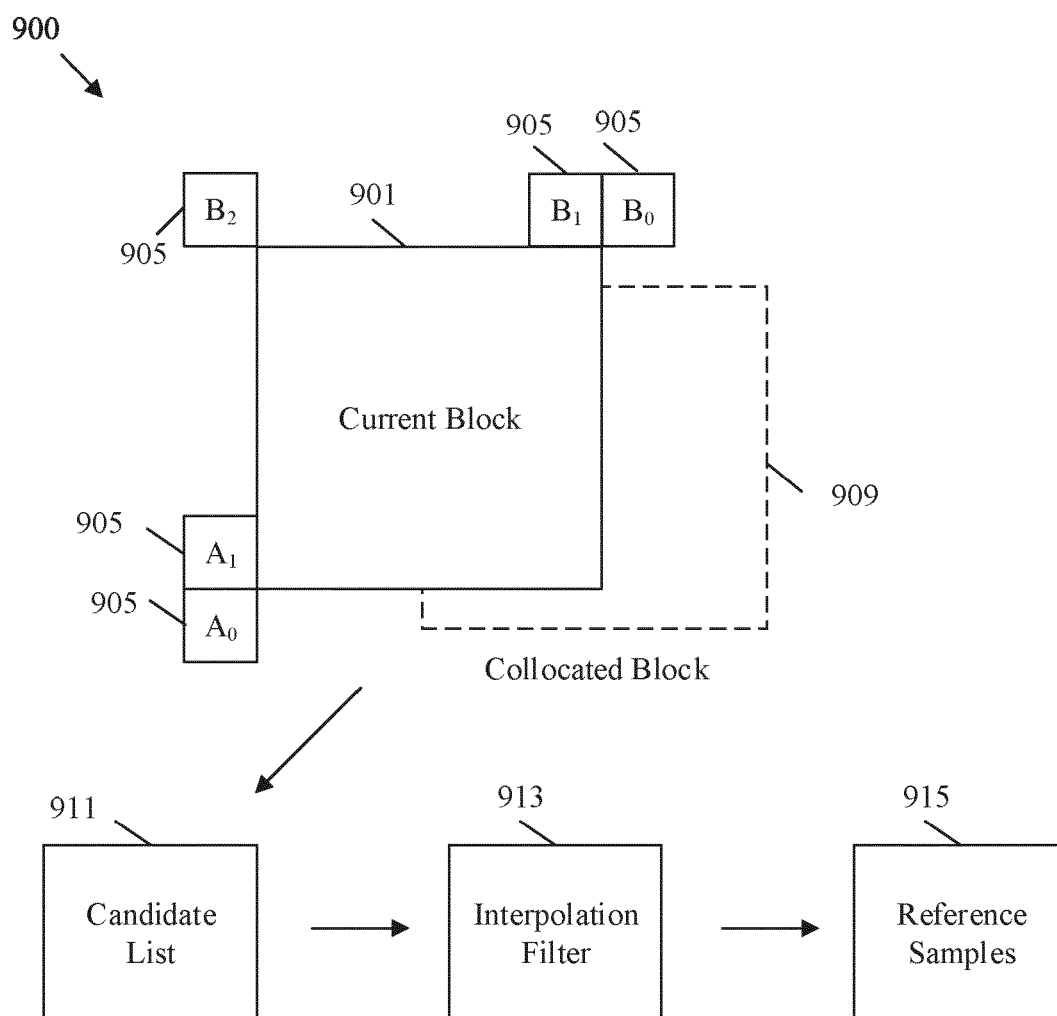 900
905
905
B₂
901
B₁
B₀
905
Current Block
909
905
A₁
905
A₀
Collocated Block
911
913
915
Candidate
List
Interpolation
Filter
Reference
Samples